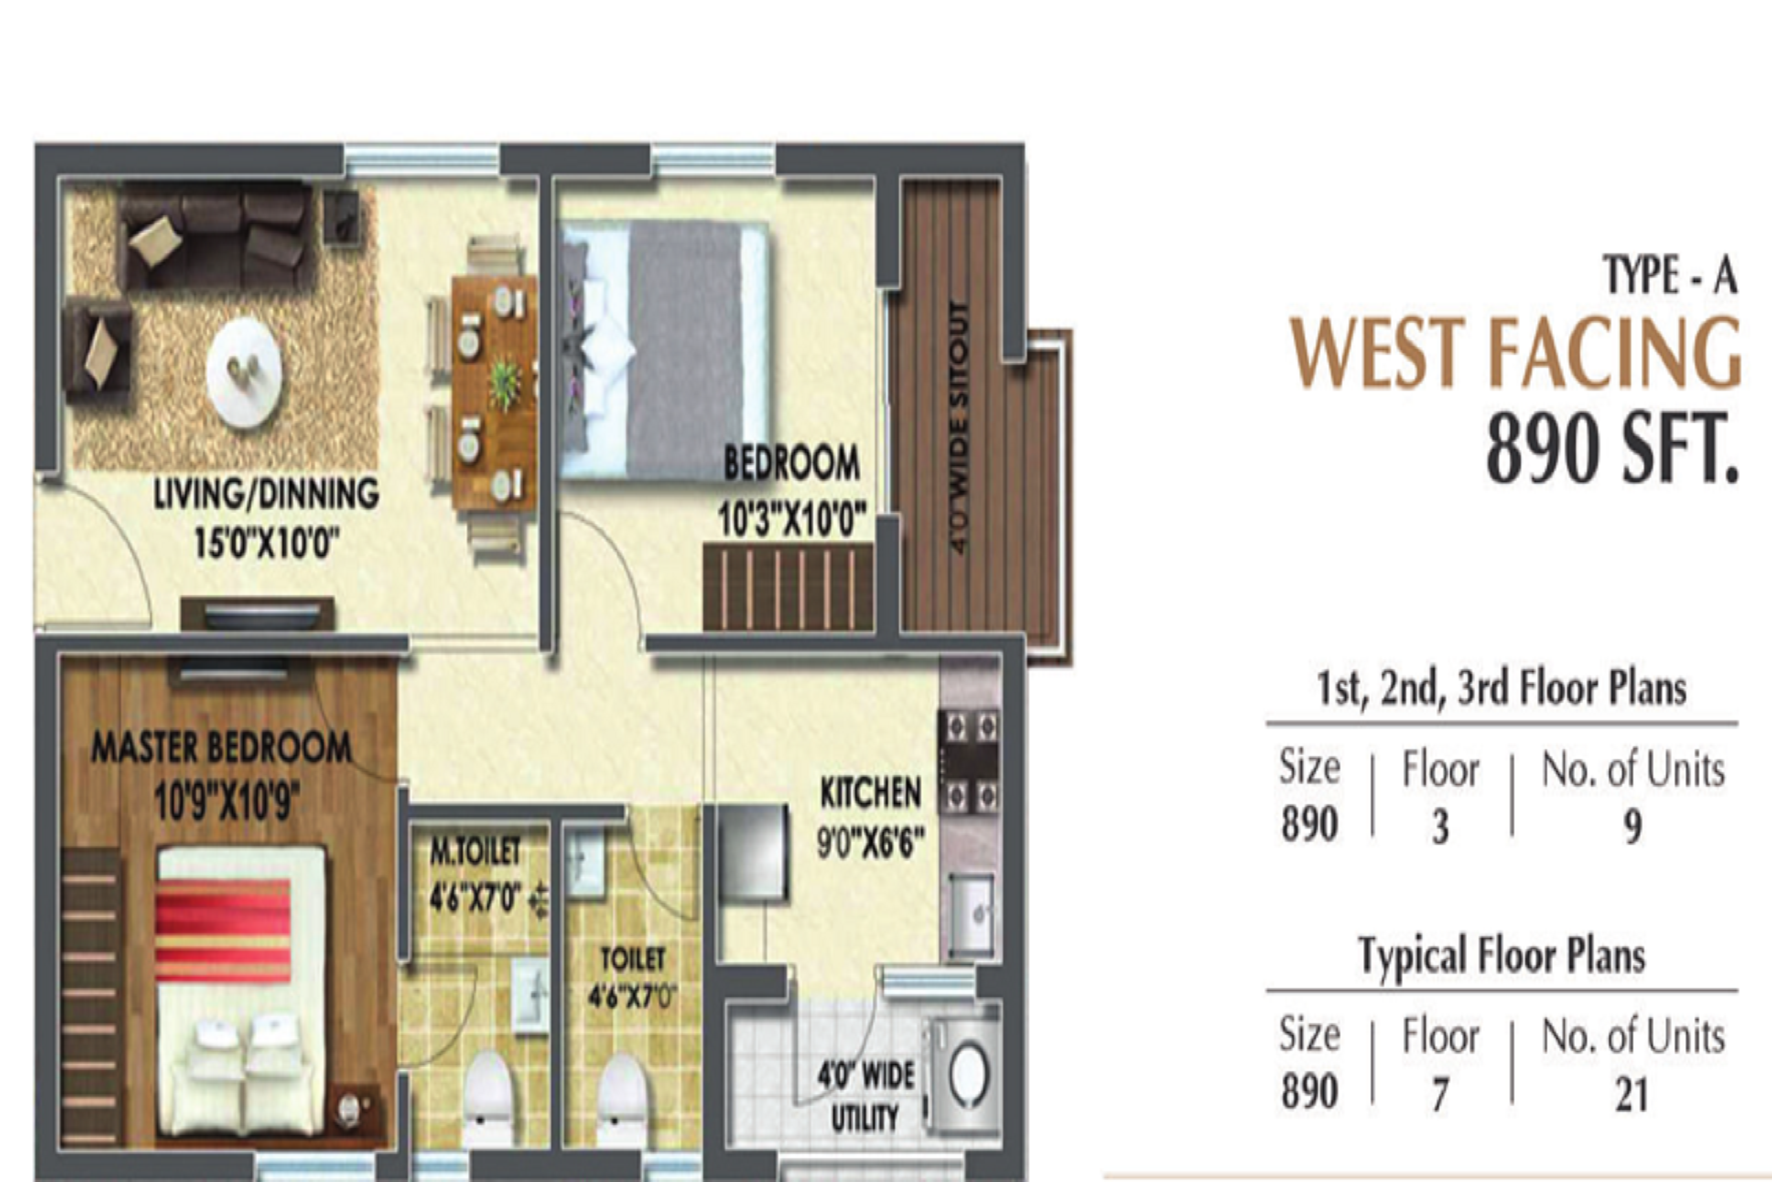 LIVING/DINNING
15'0"X10'0"
BEDROOM
10'3"X10'0"
4'0"WIDE SITOUT
MASTER BEDROOM
10'9"X10'9"
M.TOILET
4'6"X7'0"
TOILET
4'6"X7'0"
KITCHEN
9'0"X6'6"
4'0" WIDE
UTILITY
TYPE - A
WEST FACING
890 SFT.
1st, 2nd, 3rd Floor Plans
Size | Floor | No. of Units
890 | 3 | 9
Typical Floor Plans
Size | Floor | No. of Units
890 | 7 | 21